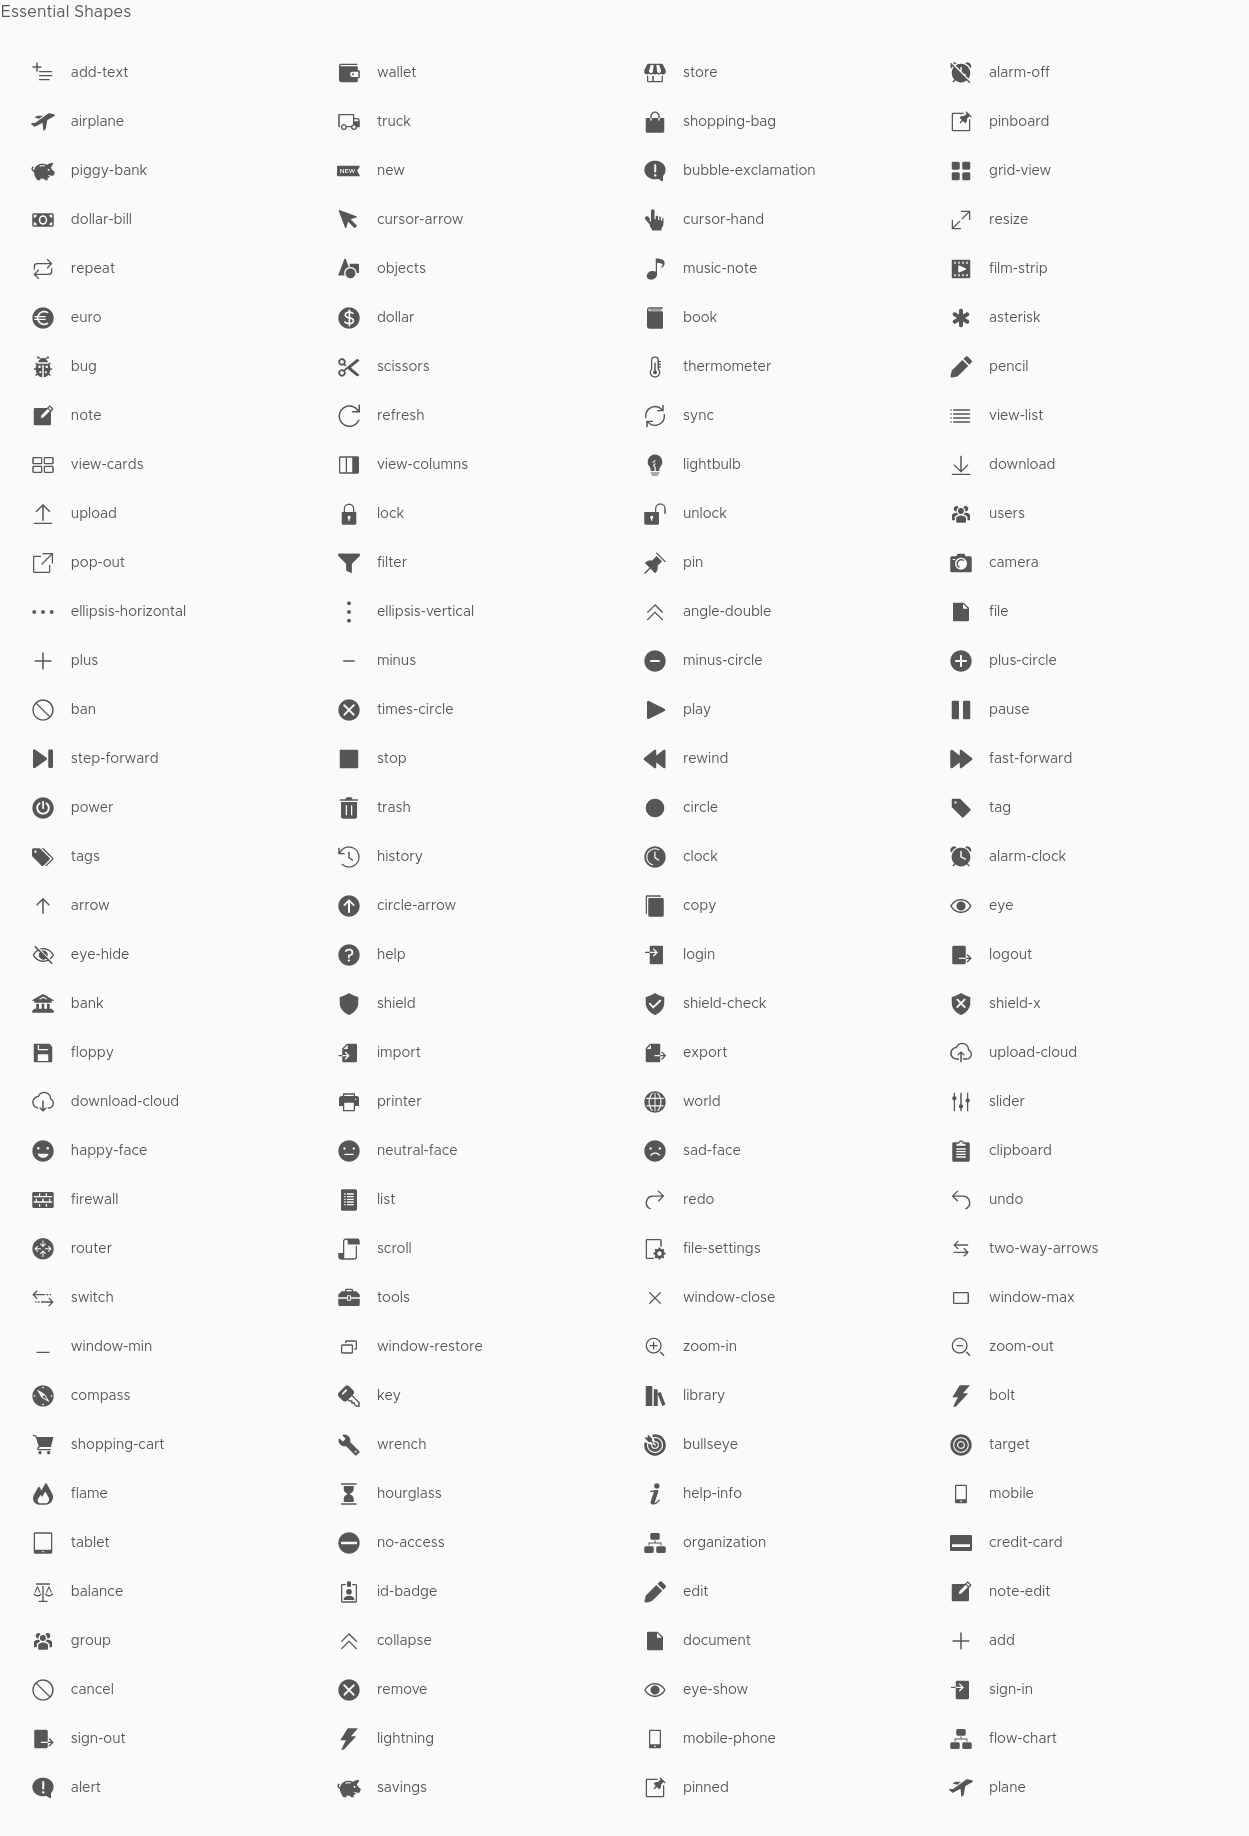 Essential Shapes
add-text wallet store alarm-off
airplane truck shopping-bag pinboard
piggy-bank NEW new bubble-exclamation grid-view
dollar-bill cursor-arrow cursor-hand resize
repeat objects music-note film-strip
euro dollar book asterisk
bug scissors thermometer pencil
note refresh sync view-list
view-cards view-columns lightbulb download
upload lock unlock users
pop-out filter pin camera
ellipsis-horizontal ellipsis-vertical angle-double file
plus minus minus-circle plus-circle
ban times-circle play pause
step-forward stop rewind fast-forward
power trash circle tag
tags history clock alarm-clock
arrow circle-arrow copy eye
eye-hide help login logout
bank shield shield-check shield-x
floppy import export upload-cloud
download-cloud printer world slider
happy-face neutral-face sad-face clipboard
firewall list redo undo
router scroll file-settings two-way-arrows
switch tools window-close window-max
window-min window-restore zoom-in zoom-out
compass key library bolt
shopping-cart wrench bullseye target
flame hourglass help-info mobile
tablet no-access organization credit-card
balance id-badge edit note-edit
group collapse document add
cancel remove eye-show sign-in
sign-out lightning mobile-phone flow-chart
alert savings pinned plane